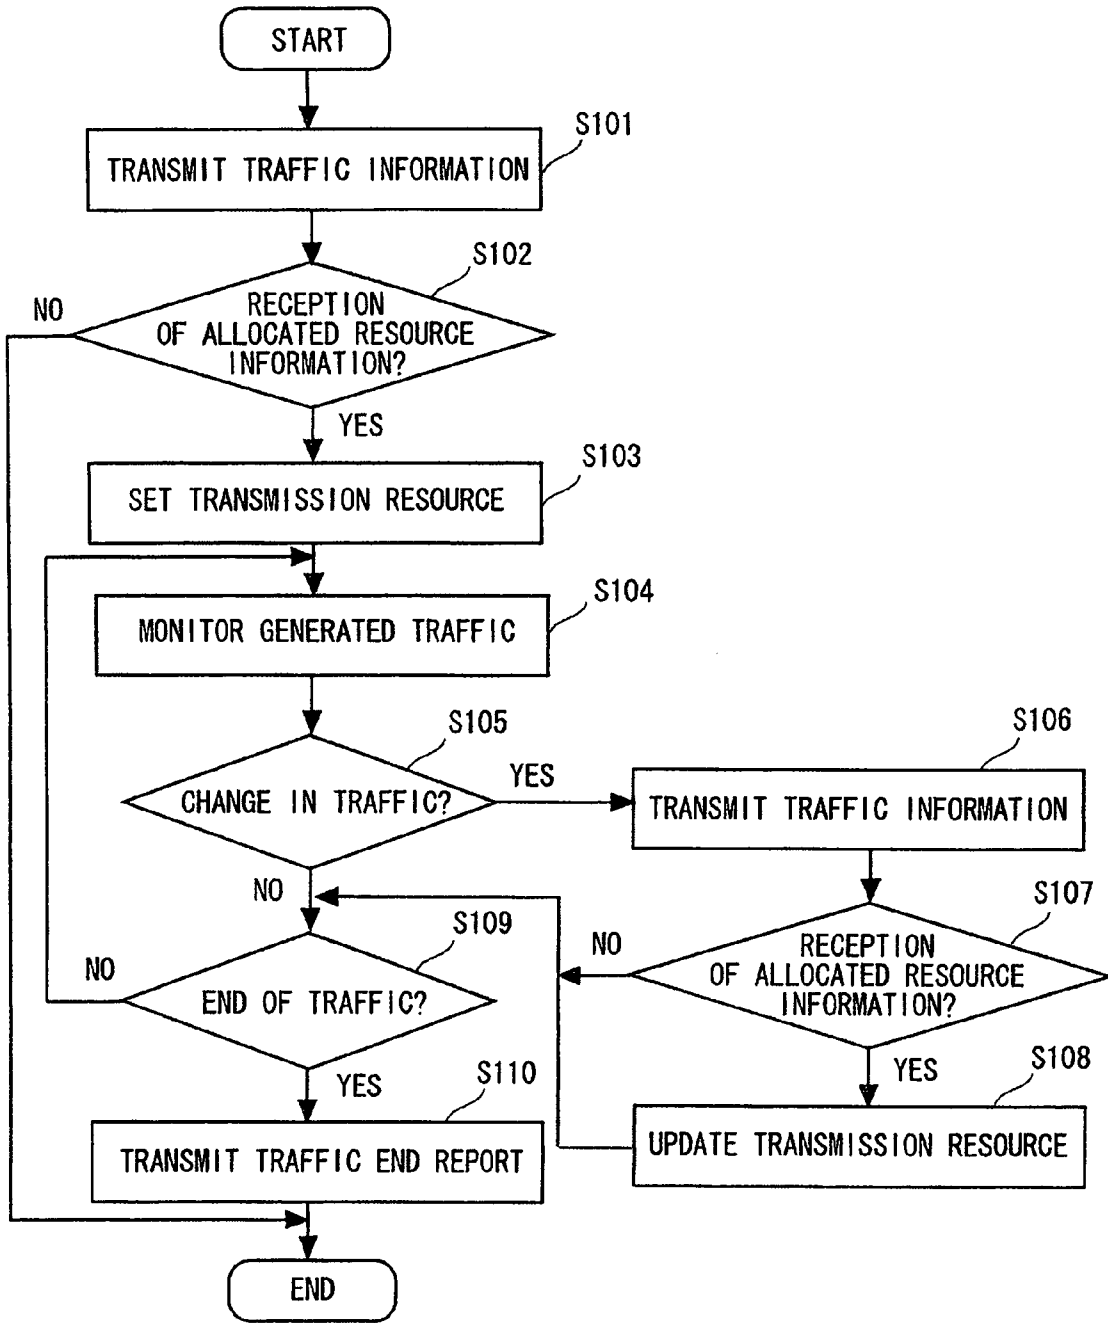 START
S101
TRANSMIT TRAFFIC INFORMATION
S102
NO
RECEPTION
OF ALLOCATED RESOURCE
INFORMATION?
YES
S103
SET TRANSMISSION RESOURCE
S104
MONITOR GENERATED TRAFFIC
S105
CHANGE IN TRAFFIC?
YES
S106
TRANSMIT TRAFFIC INFORMATION
NO
S107
NO
RECEPTION
OF ALLOCATED RESOURCE
INFORMATION?
S109
NO
END OF TRAFFIC?
YES
S108
UPDATE TRANSMISSION RESOURCE
YES
S110
TRANSMIT TRAFFIC END REPORT
END